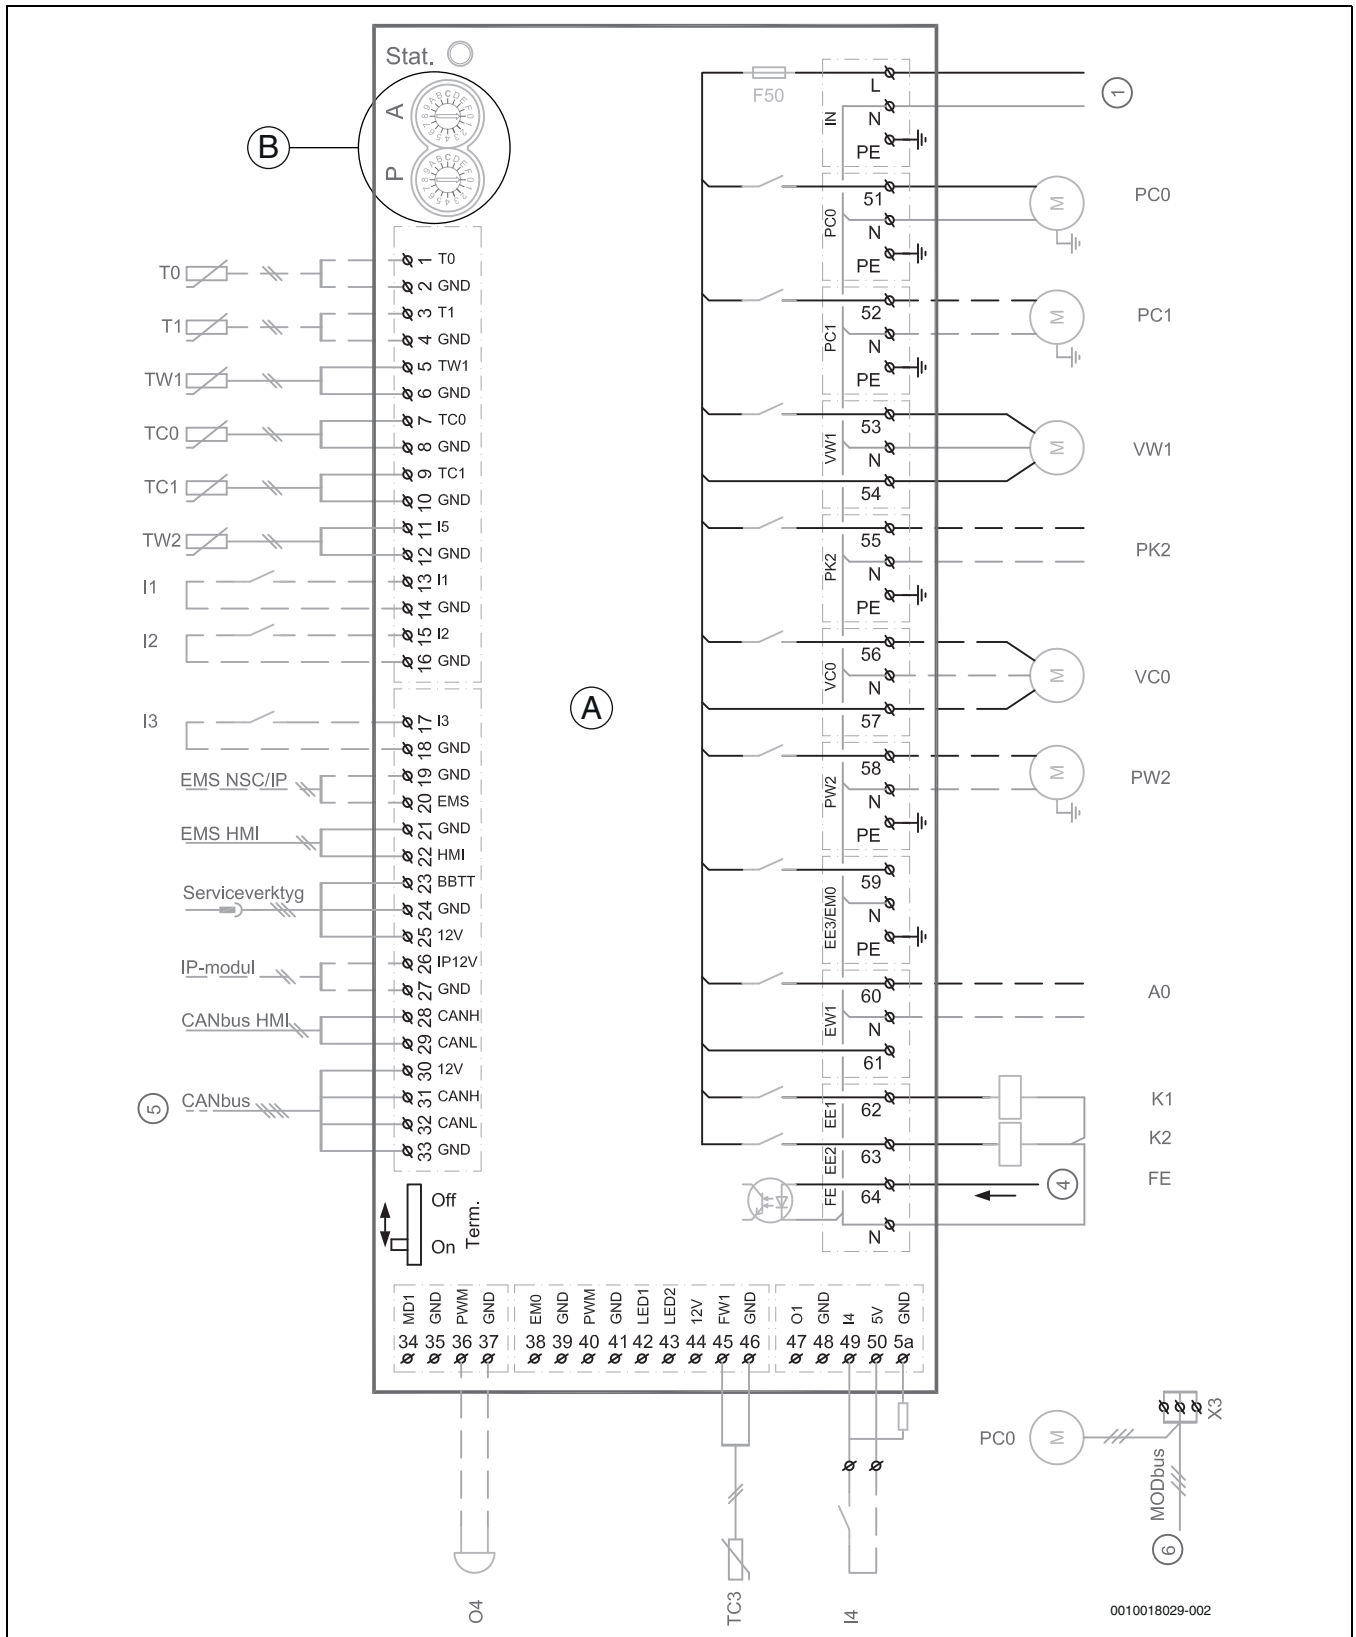 Stat.
A
P
ABCDEF0123456789
ABCDEF0123456789
B
A
T0
1 T0
2 GND
T1
3 T1
4 GND
TW1
5 TW1
6 GND
TC0
7 TC0
8 GND
TC1
9 TC1
10 GND
TW2
11 I5
12 GND
I1
13 I1
14 GND
I2
15 I2
16 GND
I3
17 I3
18 GND
EMS NSC/IP
19 GND
20 EMS
EMS HMI
21 GND
22 HMI
Serviceverktyg
23 BBTT
24 GND
25 12V
IP-modul
26 IP12V
27 GND
CANbus HMI
28 CANH
29 CANL
5
CANbus
30 12V
31 CANH
32 CANL
33 GND
Off
On
Term.
F50
IN
L
N
PE
1
PC0
51
N
PE
M
PC0
PC1
52
N
PE
M
PC1
VW1
53
N
54
M
VW1
PK2
55
N
PE
PK2
VC0
56
N
57
M
VC0
PW2
58
N
PE
M
PW2
EE3/EM0
59
N
PE
EW1
60
N
61
A0
EE1
62
K1
EE2
63
K2
FE
64
N
4
FE
MD1 GND PWM GND
34 35 36 37
EM0 GND PWM GND LED1 LED2 12V FW1 GND
38 39 40 41 42 43 44 45 46
O1 GND I4 5V GND
47 48 49 50 5a
O4
TC3
I4
PC0
M
X3
MODbus
6
0010018029-002